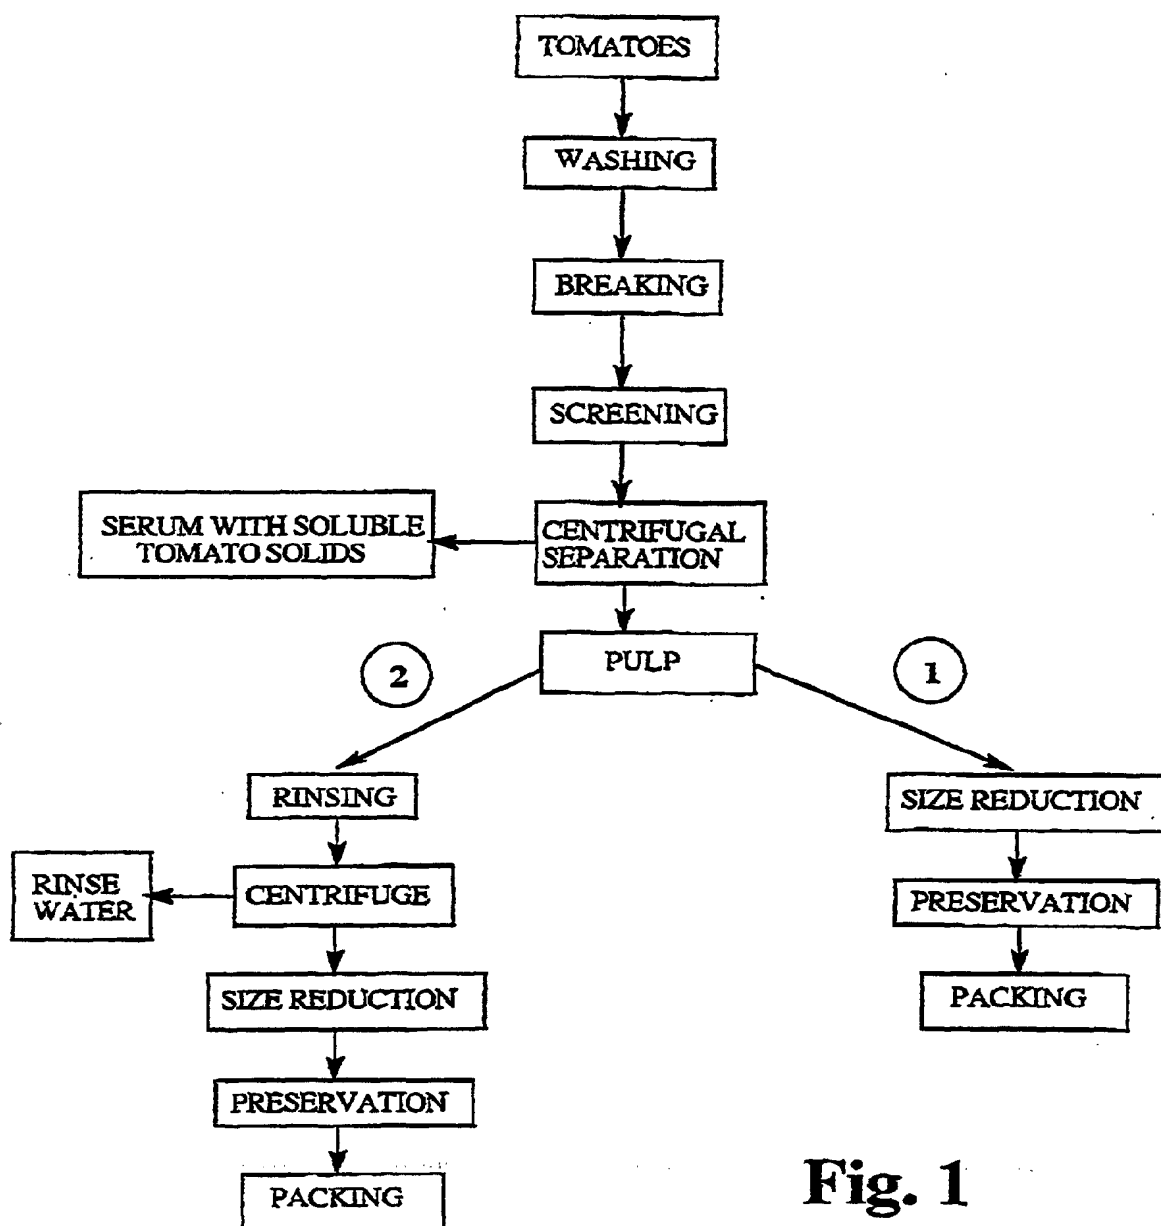 TOMATOES
WASHING
BREAKING
SCREENING
SERUM WITH SOLUBLE
TOMATO SOLIDS
CENTRIFUGAL
SEPARATION
PULP
2
1
RINSING
SIZE REDUCTION
RINSE
WATER
CENTRIFUGE
PRESERVATION
SIZE REDUCTION
PACKING
PRESERVATION
PACKING
Fig. 1